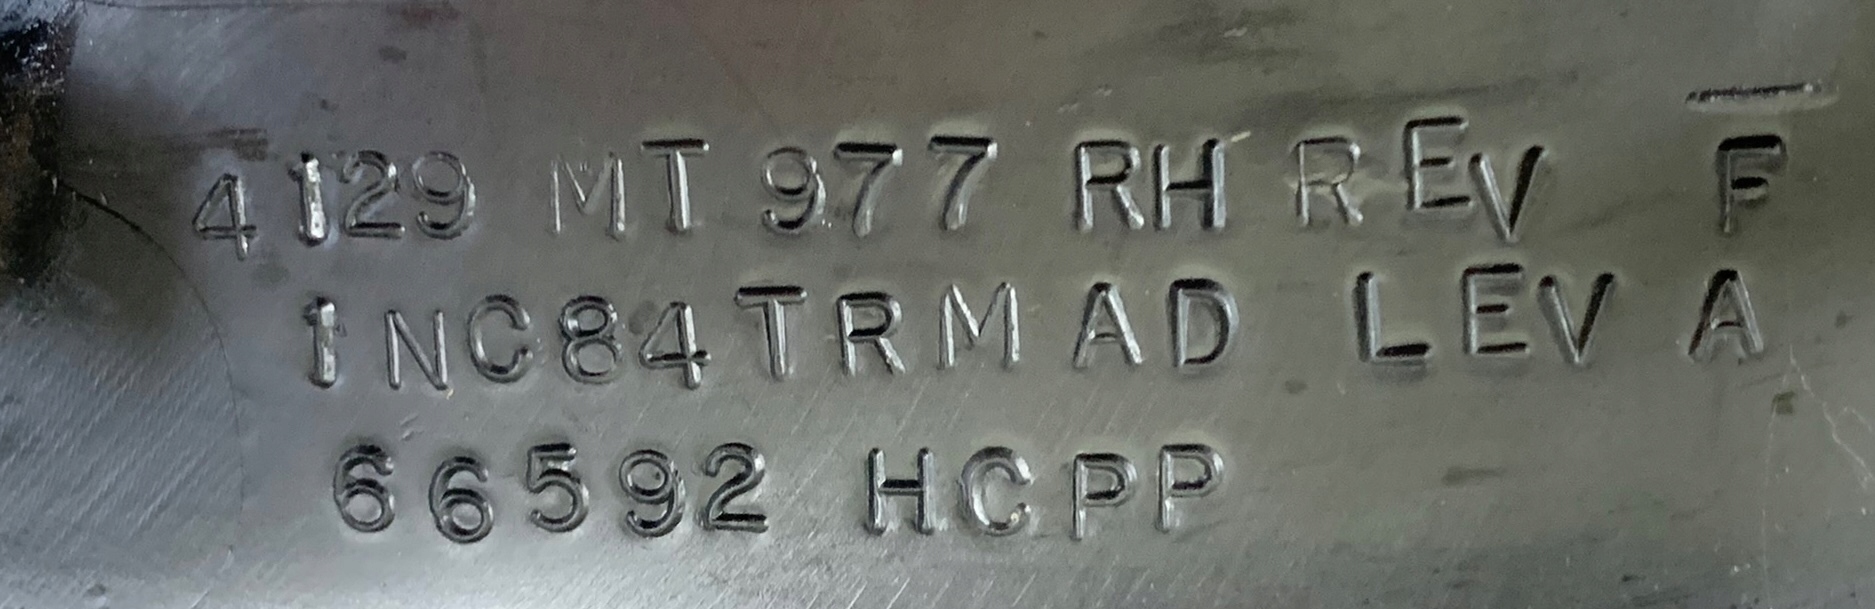 4129 MT 977 RH REV F
1NC84TRM AD LEV A
66592 HCPP